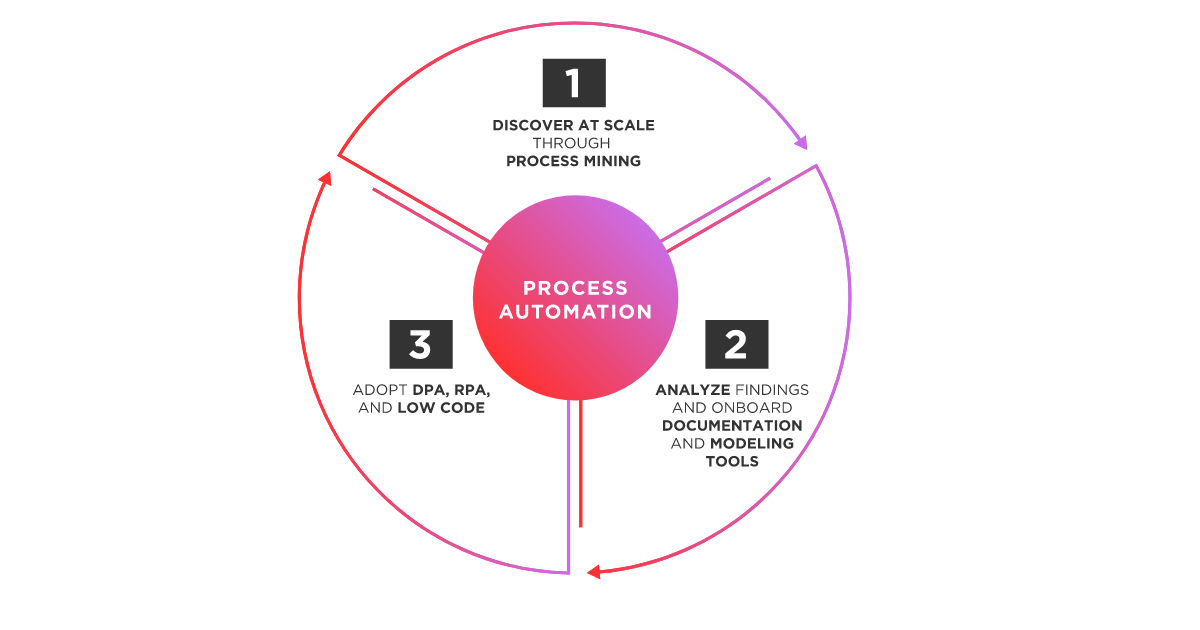 1
DISCOVER AT SCALE
THROUGH
PROCESS MINING
PROCESS
AUTOMATION
2
ANALYZE FINDINGS
AND ONBOARD
DOCUMENTATION
AND MODELING
TOOLS
3
ADOPT DPA, RPA,
AND LOW CODE